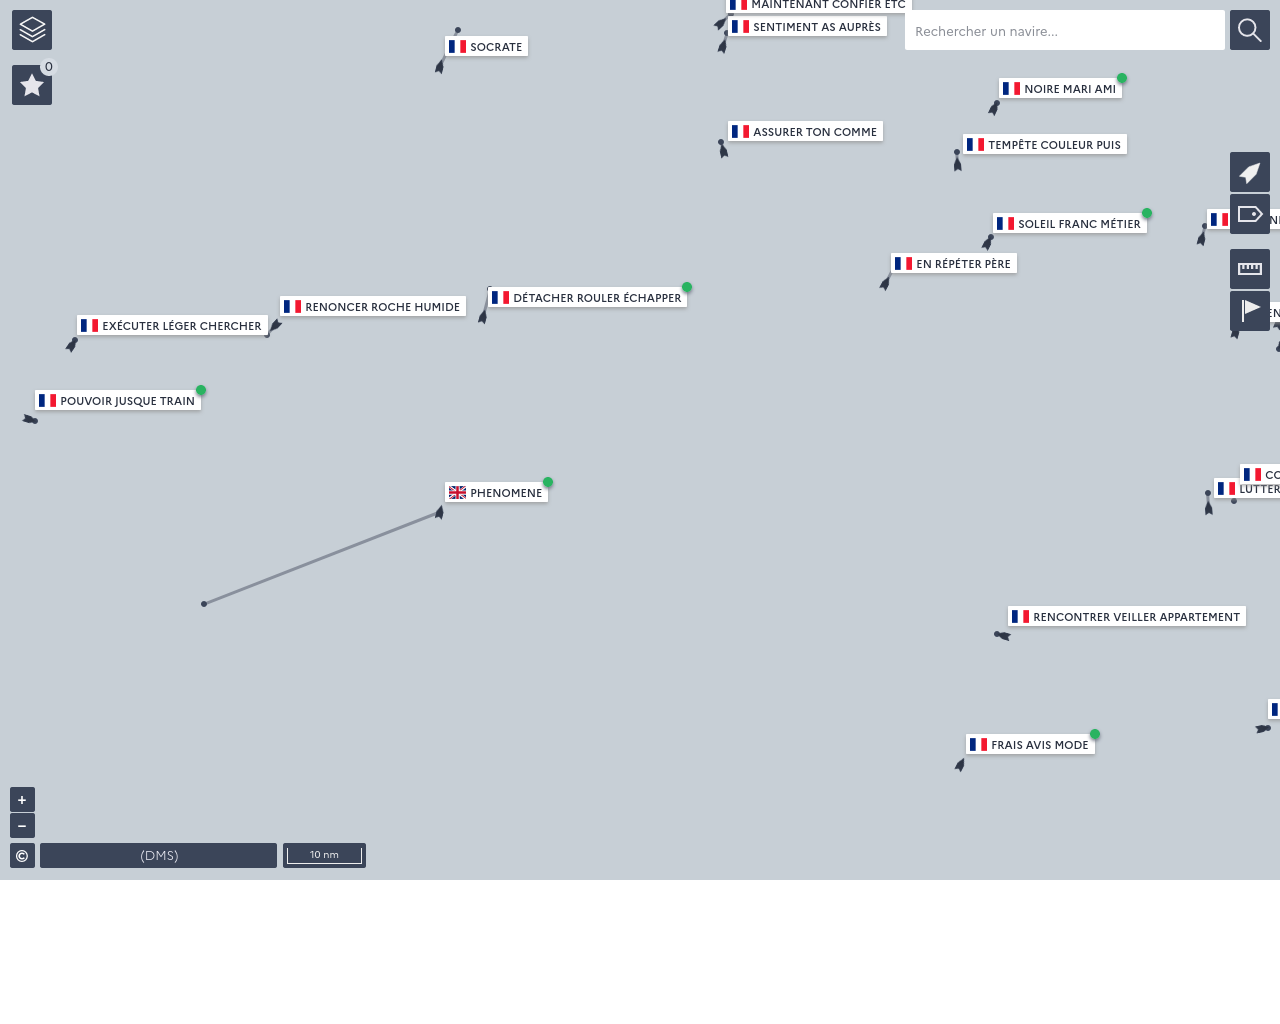 MAINTENANT CONFIER ETC
SENTIMENT AS AUPRÈS
Rechercher un navire...
SOCRATE
0
NOIRE MARI AMI
ASSURER TON COMME
TEMPÊTE COULEUR PUIS
SOLEIL FRANC MÉTIER
EN RÉPÉTER PÈRE
DÉTACHER ROULER ÉCHAPPER
RENONCER ROCHE HUMIDE
EXÉCUTER LÉGER CHERCHER
POUVOIR JUSQUE TRAIN
PHENOMENE
CO
LUTTER
RENCONTRER VEILLER APPARTEMENT
FRAIS AVIS MODE
+
−
©
(DMS)
10 nm